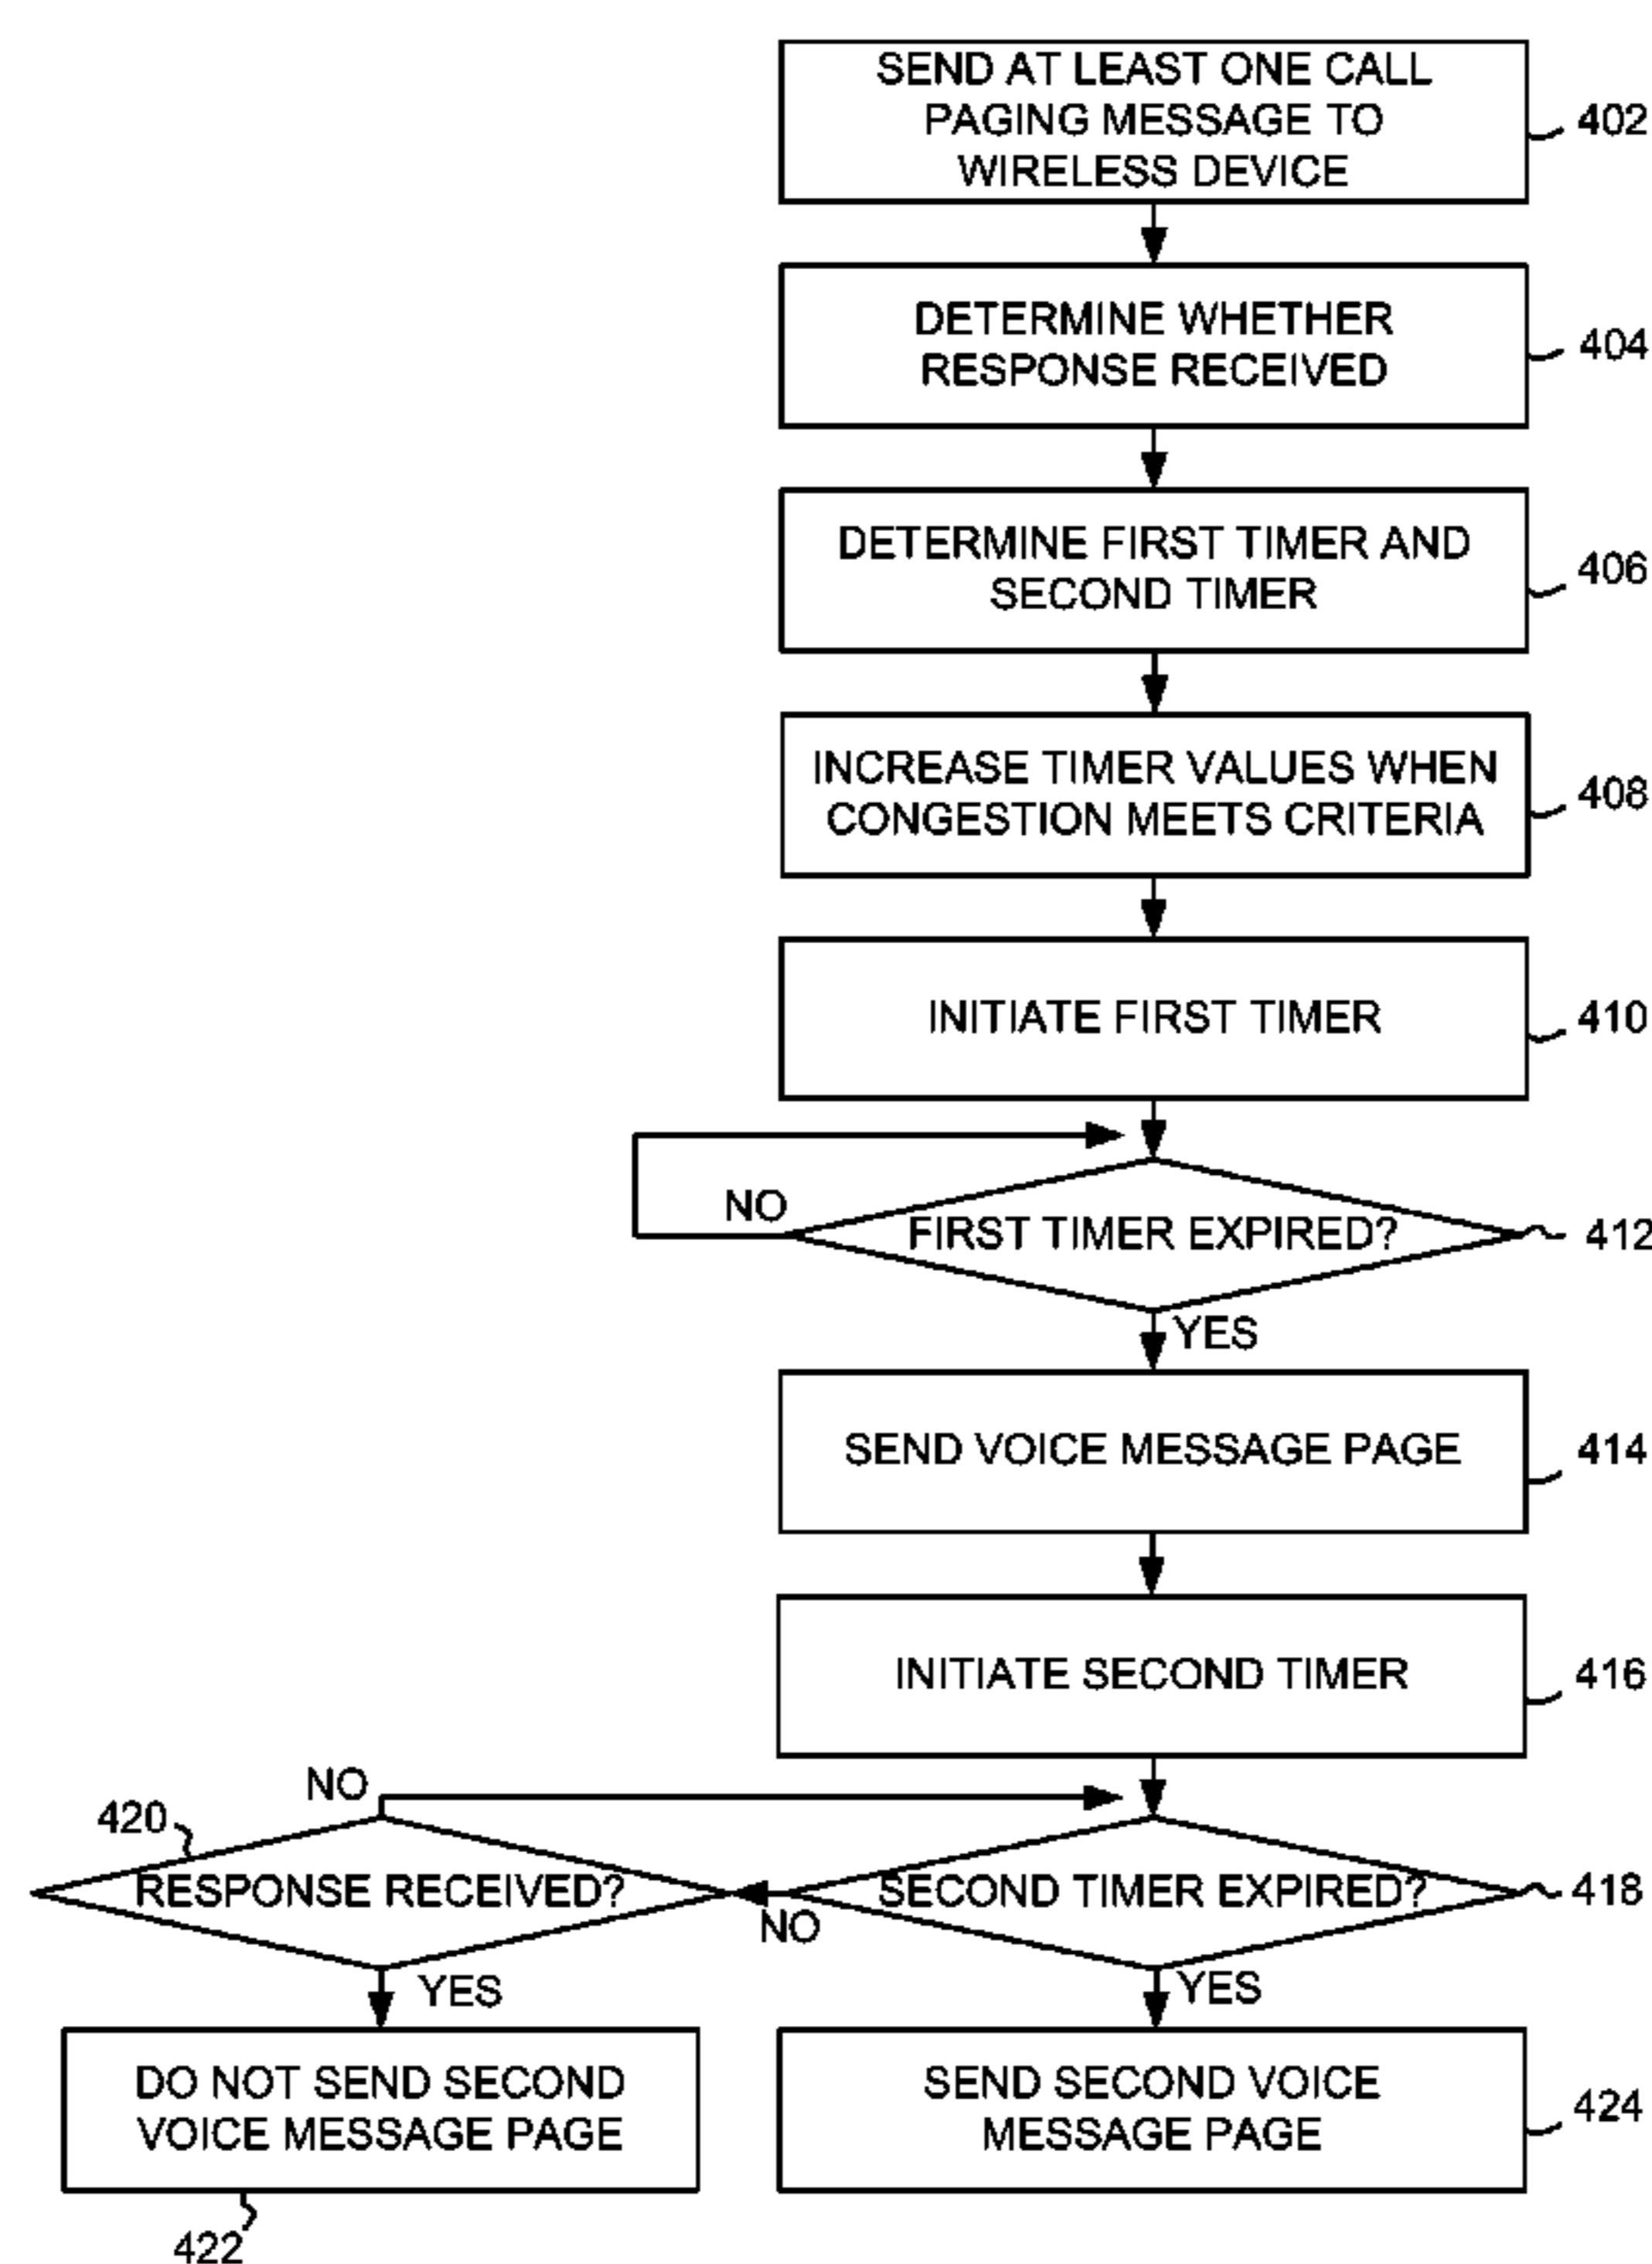 SEND AT LEAST ONE CALL
PAGING MESSAGE TO
WIRELESS DEVICE
402
DETERMINE WHETHER
RESPONSE RECEIVED
404
DETERMINE FIRST TIMER AND
SECOND TIMER
406
INCREASE TIMER VALUES WHEN
CONGESTION MEETS CRITERIA
408
INITIATE FIRST TIMER
410
NO
FIRST TIMER EXPIRED?
412
YES
SEND VOICE MESSAGE PAGE
414
INITIATE SECOND TIMER
416
NO
420
RESPONSE RECEIVED?
SECOND TIMER EXPIRED?
418
NO
YES
YES
DO NOT SEND SECOND
VOICE MESSAGE PAGE
422
SEND SECOND VOICE
MESSAGE PAGE
424